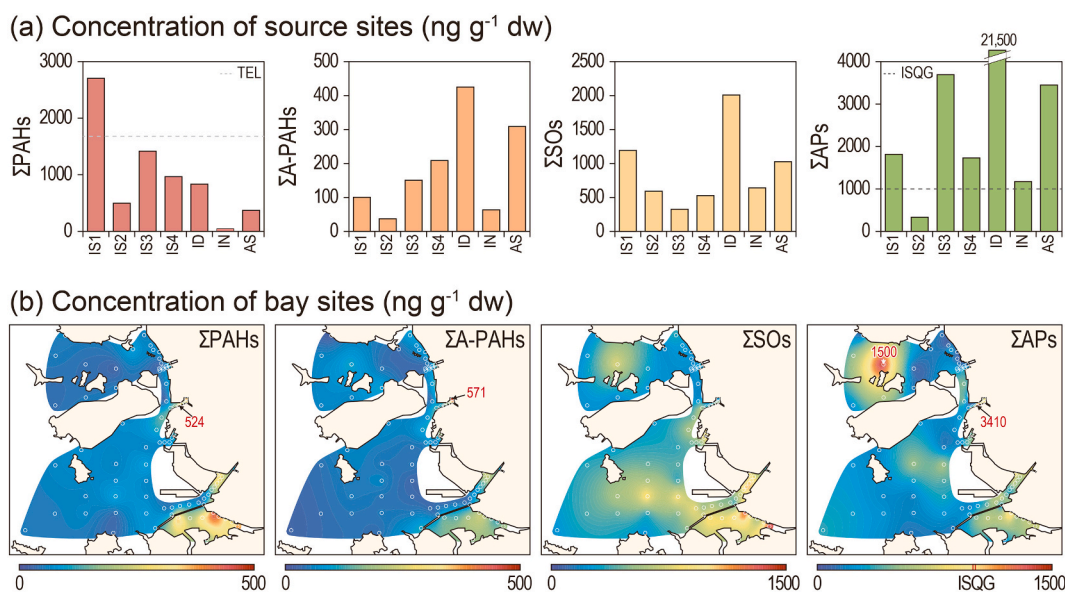 (a) Concentration of source sites (ng g⁻¹ dw)
ΣPAHs
3000
2000
1000
0
TEL
IS1
IS2
IS3
IS4
ID
IN
AS
ΣA-PAHs
500
400
300
200
100
0
IS1
IS2
IS3
IS4
ID
IN
AS
ΣSOs
2500
2000
1500
1000
500
0
IS1
IS2
IS3
IS4
ID
IN
AS
ΣAPs
21,500
4000
3000
2000
1000
0
ISQG
IS1
IS2
IS3
IS4
ID
IN
AS
(b) Concentration of bay sites (ng g⁻¹ dw)
ΣPAHs
524
0
500
ΣA-PAHs
571
0
500
ΣSOs
0
1500
ΣAPs
1500
3410
0
ISQG
1500